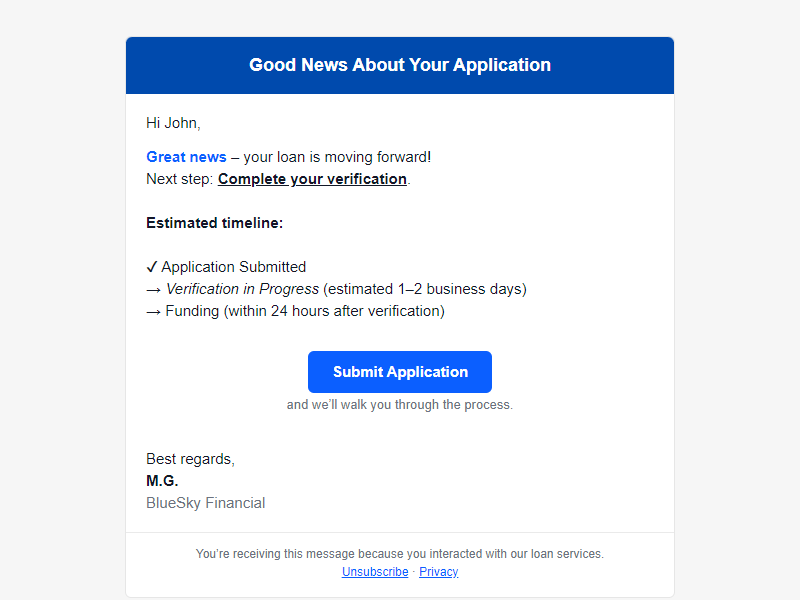 Good News About Your Application
Hi John,
Great news – your loan is moving forward!
Next step: Complete your verification.
Estimated timeline:
✓ Application Submitted
→ Verification in Progress (estimated 1–2 business days)
→ Funding (within 24 hours after verification)
Submit Application
and we’ll walk you through the process.
Best regards,
M.G.
BlueSky Financial
You’re receiving this message because you interacted with our loan services.
Unsubscribe · Privacy